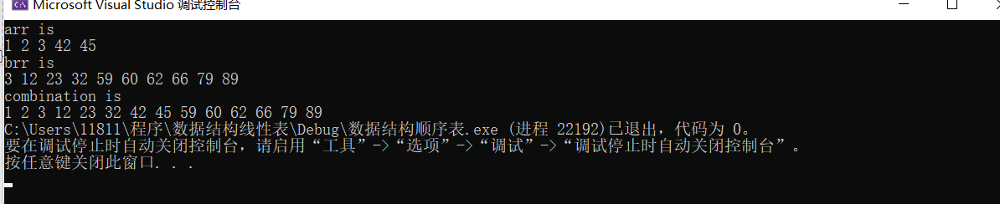 Microsoft Visual Studio 调试控制台
arr is
1 2 3 42 45
brr is
3 12 23 32 59 60 62 66 79 89
combination is
1 2 3 12 23 32 42 45 59 60 62 66 79 89
C:\Users\11811\程序\数据结构线性表\Debug\数据结构顺序表.exe (进程 22192)已退出，代码为 0。
要在调试停止时自动关闭控制台，请启用“工具”->“选项”->“调试”->“调试停止时自动关闭控制台”。
按任意键关闭此窗口. . .